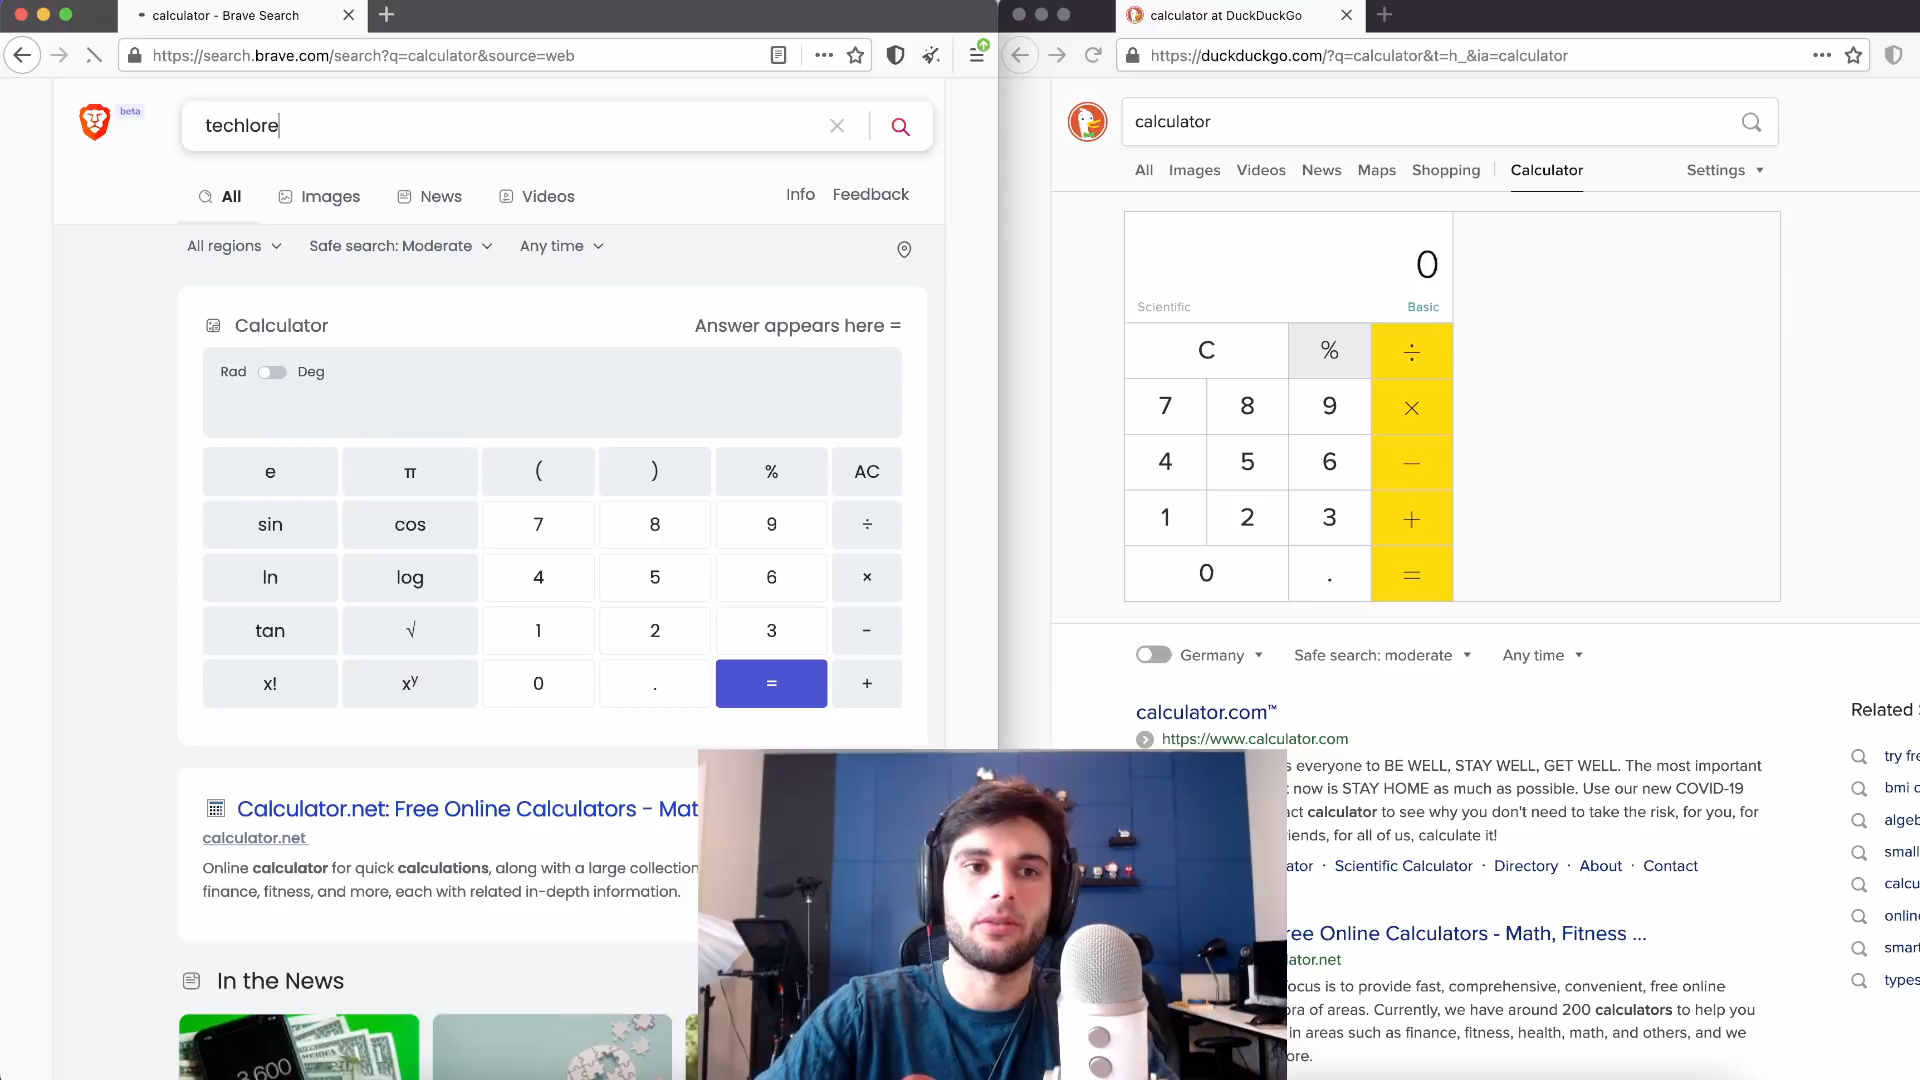 calculator - Brave Search
https://search.brave.com/search?q=calculator&source=web
beta
techlore
All Images News Videos
Info Feedback
All regions Safe search: Moderate Any time
Calculator
Answer appears here =
Rad Deg
e π ( ) % AC
sin cos 7 8 9 ÷
ln log 4 5 6 ×
tan √ 1 2 3 -
x! xʸ 0 . = +
Calculator.net: Free Online Calculators - Mat
calculator.net
Online calculator for quick calculations, along with a large collection
finance, fitness, and more, each with related in-depth information.
In the News
3,600
calculator at DuckDuckGo
https://duckduckgo.com/?q=calculator&t=h_&ia=calculator
calculator
All Images Videos News Maps Shopping Calculator Settings
0
Scientific Basic
C % ÷
7 8 9 ×
4 5 6 −
1 2 3 +
0 . =
Germany Safe search: moderate Any time
calculator.com™
https://www.calculator.com
s everyone to BE WELL, STAY WELL, GET WELL. The most important
now is STAY HOME as much as possible. Use our new COVID-19
act calculator to see why you don't need to take the risk, for you, for
iends, for all of us, calculate it!
ator · Scientific Calculator · Directory · About · Contact
ree Online Calculators - Math, Fitness ...
ator.net
focus is to provide fast, comprehensive, convenient, free online
ora of areas. Currently, we have around 200 calculators to help you
in areas such as finance, fitness, health, math, and others, and we
ore.
Related
try fre
bmi c
algeb
small
calcu
online
smart
types